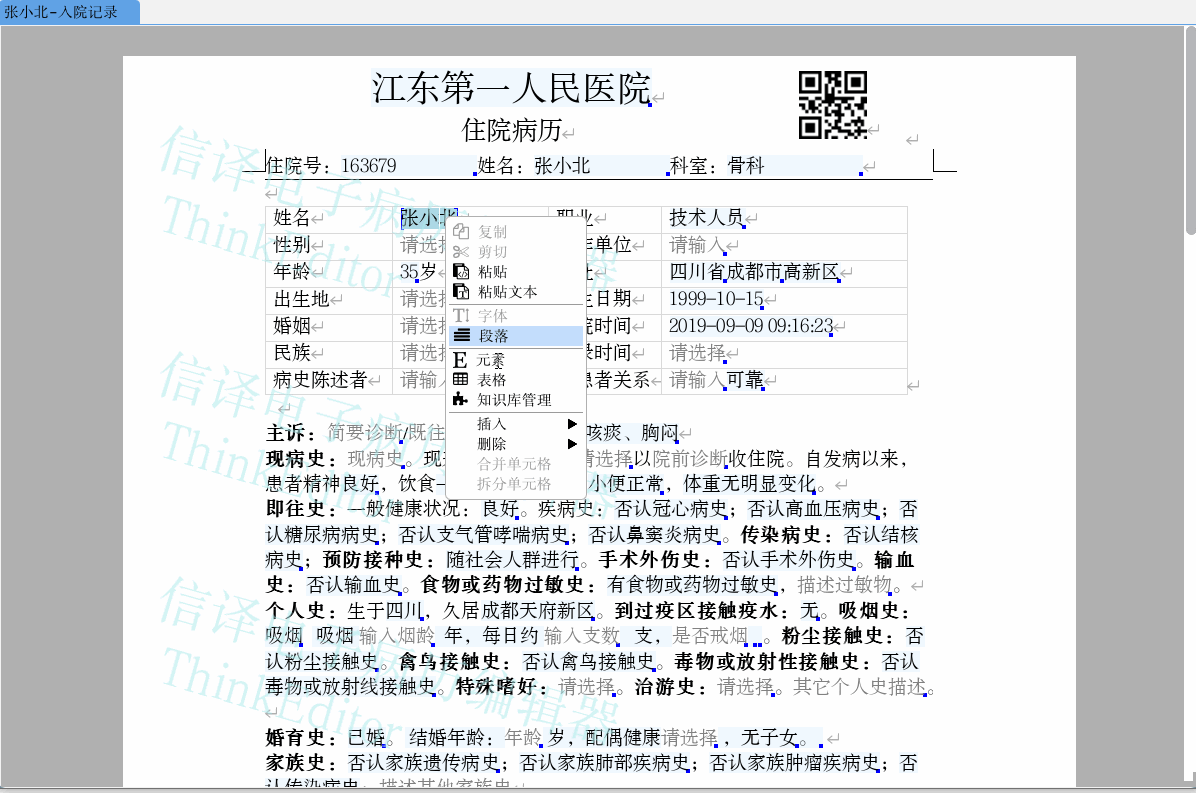 张小北-入院记录
江东第一人民医院
住院病历
住院号：163679 姓名：张小北 科室：骨科
姓名 张小北 职业 技术人员
性别 请选 单位 请输入
年龄 35岁 四川省成都市高新区
出生地 请选 日期 1999-10-15
婚姻 请选 时间 2019-09-09 09:16:23
民族 请选 时间 请选择
病史陈述者 请输入 患者关系 请输入可靠
复制
剪切
粘贴
粘贴文本
字体
段落
元素
表格
知识库管理
插入
删除
合并单元格
拆分单元格
主诉：简要诊断/既往 咳痰、胸闷
现病史：现病史。现 请选择以院前诊断收住院。自发病以来，
患者精神良好，饮食一 小便正常，体重无明显变化。
即往史：一般健康状况：良好。疾病史：否认冠心病史；否认高血压病史；否
认糖尿病病史；否认支气管哮喘病史；否认鼻窦炎病史。传染病史：否认结核
病史；预防接种史：随社会人群进行。手术外伤史：否认手术外伤史。输血
史：否认输血史。食物或药物过敏史：有食物或药物过敏史，描述过敏物。
个人史：生于四川，久居成都天府新区。到过疫区接触疫水：无。吸烟史：
吸烟 吸烟 输入烟龄 年，每日约 输入支数 支，是否戒烟 。粉尘接触史：否
认粉尘接触史。禽鸟接触史：否认禽鸟接触史。毒物或放射性接触史：否认
毒物或放射线接触史。特殊嗜好：请选择。治游史：请选择。其它个人史描述。
婚育史：已婚。 结婚年龄：年龄 岁，配偶健康请选择 ，无子女。
家族史：否认家族遗传病史；否认家族肺部疾病史；否认家族肿瘤疾病史；否
认传染病史，描述其他家族史
信译电子病历编辑器
ThinkEditor